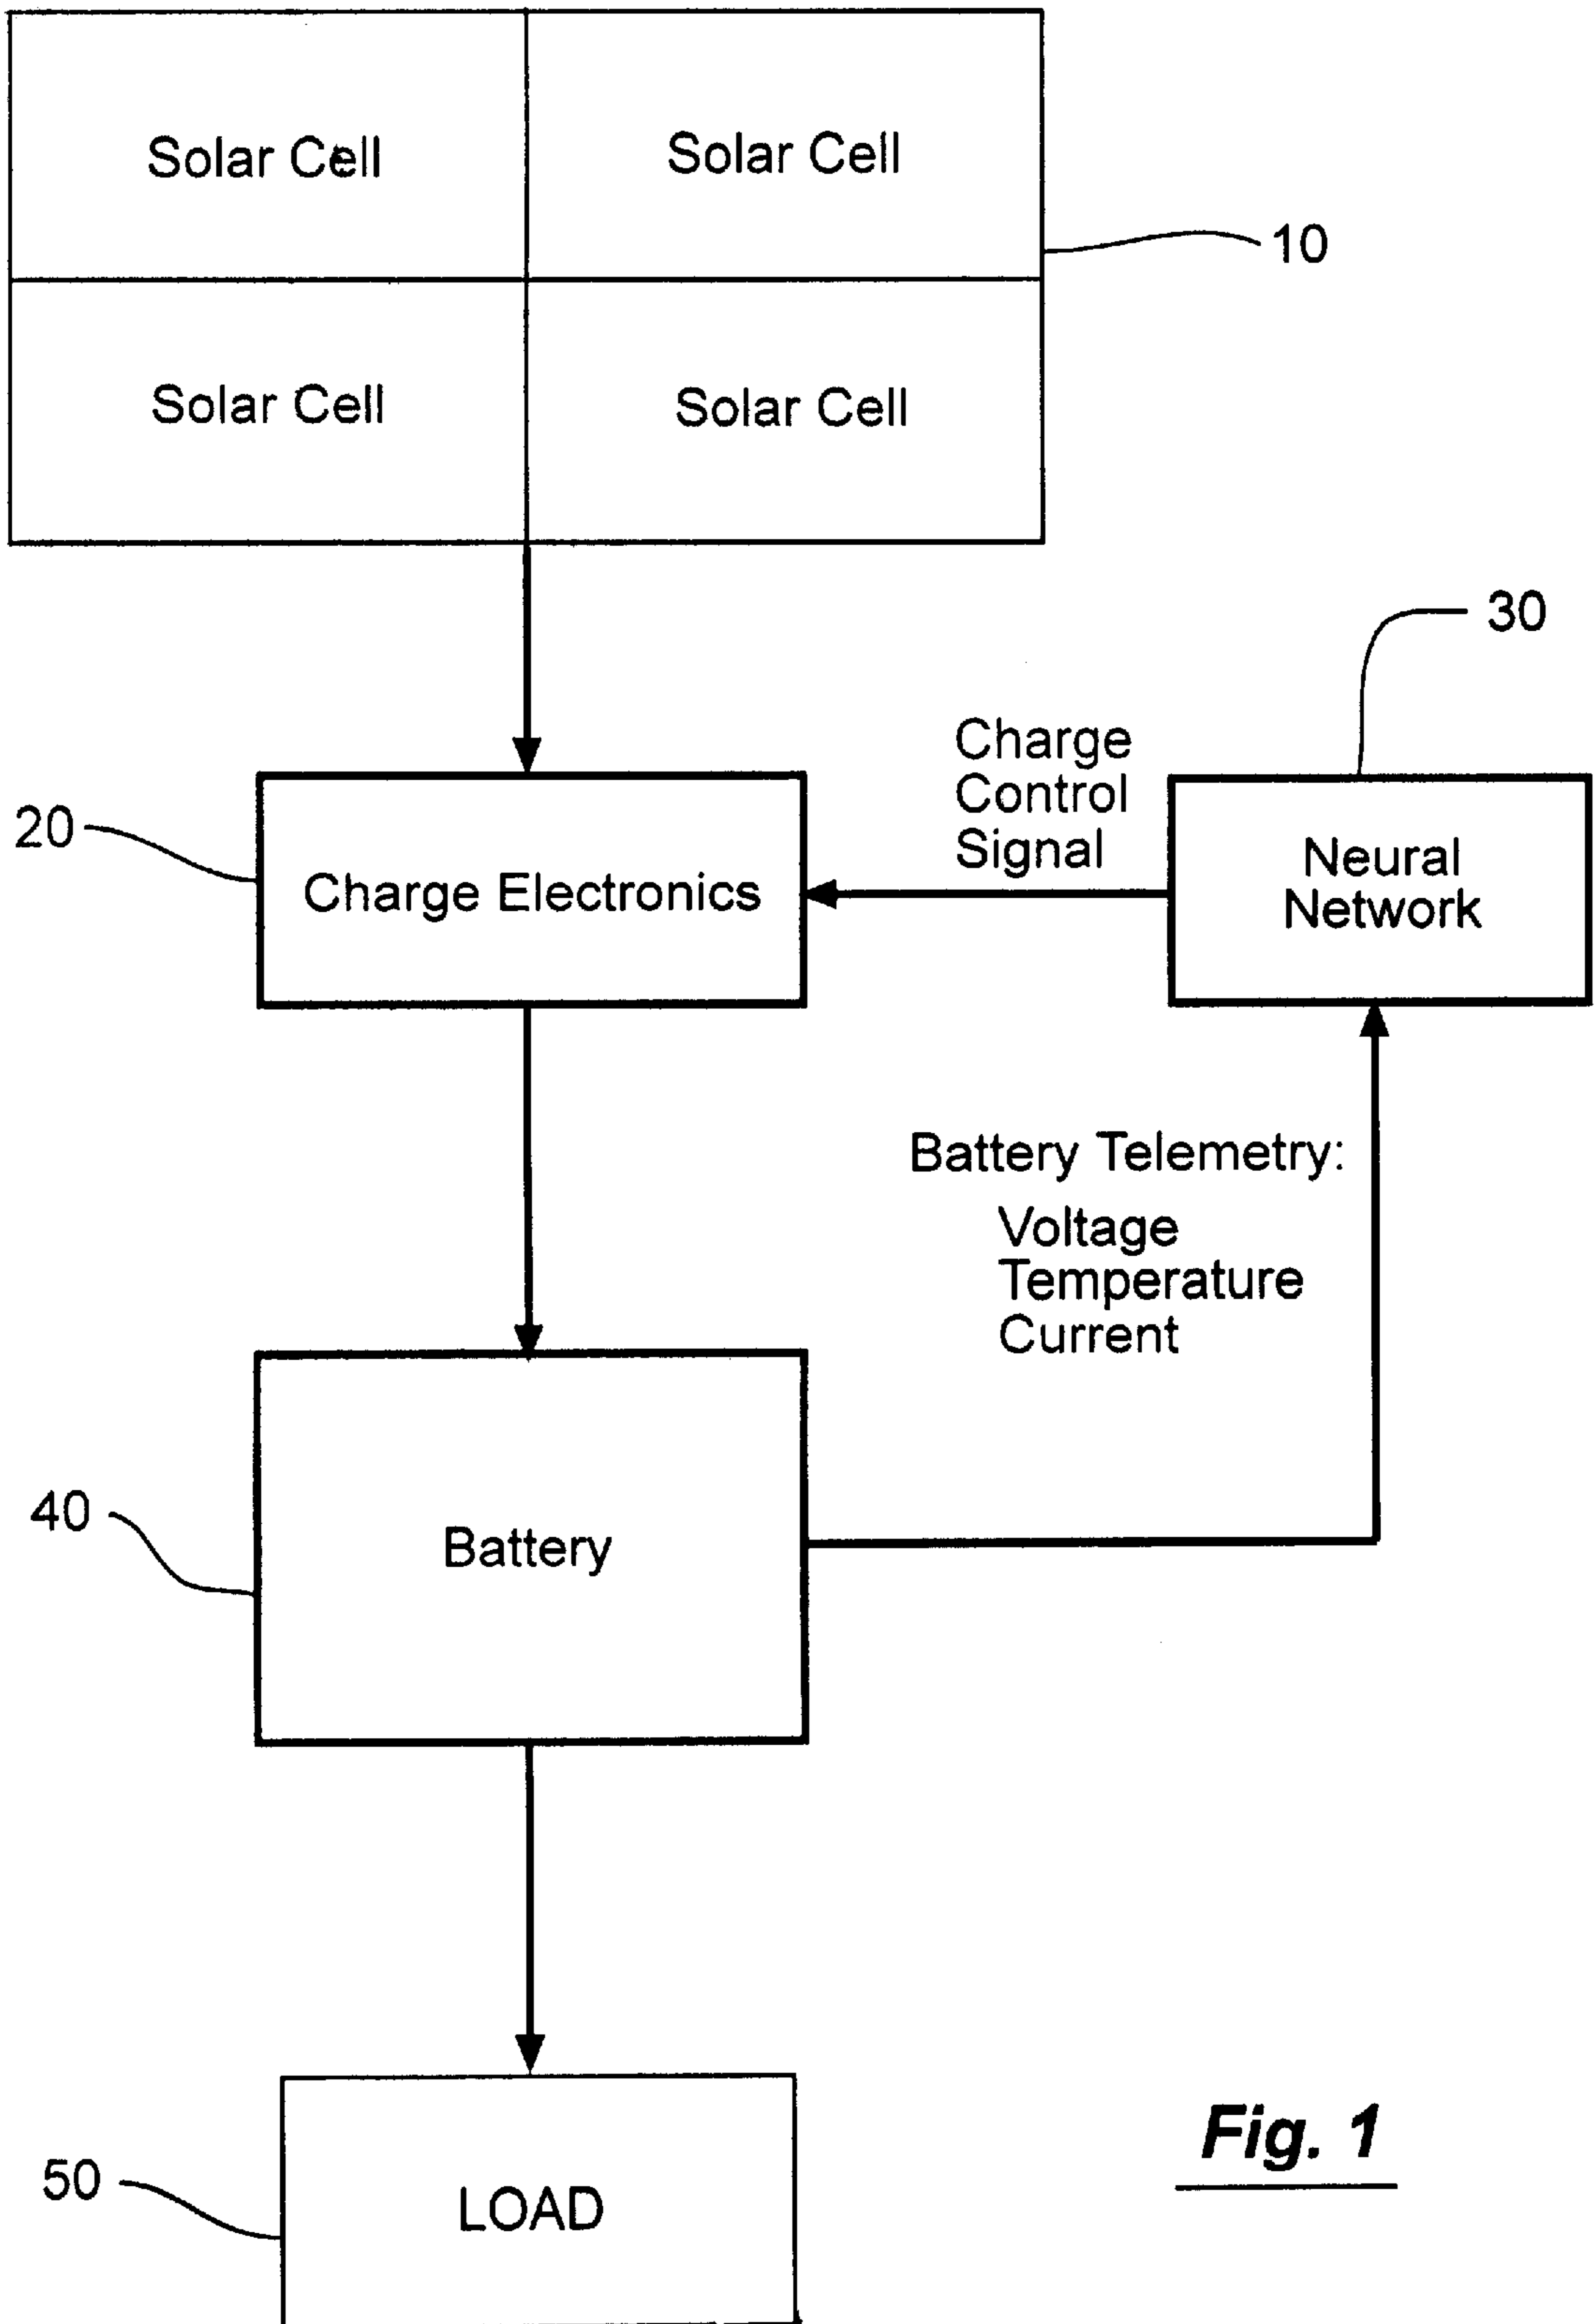 Solar Cell
Solar Cell
10
Solar Cell
Solar Cell
30
Charge
Control
Signal
20
Charge Electronics
Neural
Network
Battery Telemetry:
Voltage
Temperature
Current
40
Battery
Fig. 1
50
LOAD